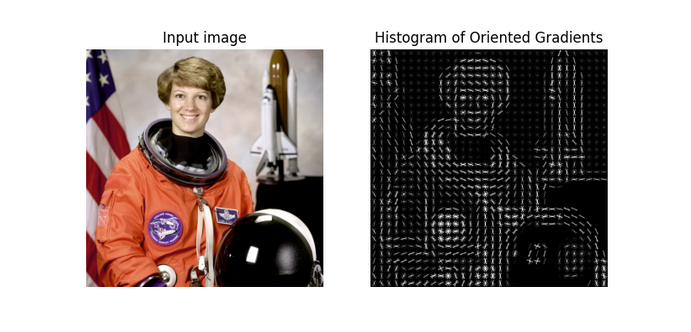 Input image
Histogram of Oriented Gradients